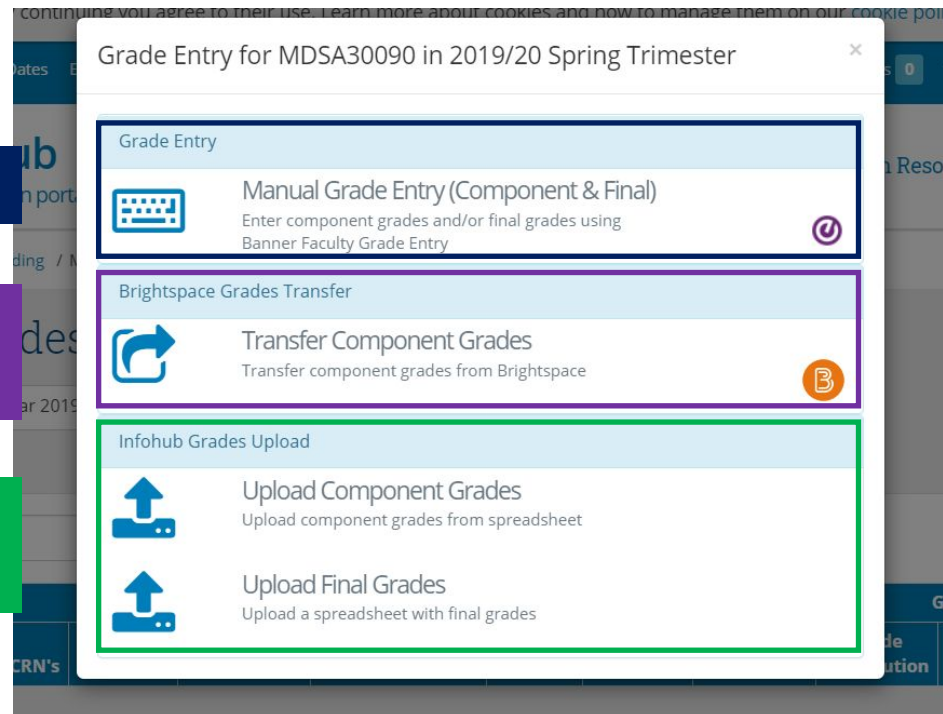 continuing you agree to their use. Learn more about cookies and how to manage them on our cookie poli
Grade Entry for MDSA30090 in 2019/20 Spring Trimester
×
Dates E
s 0
Grade Entry
ub
n Reso
Manual Grade Entry (Component & Final)
n port
Enter component grades and/or final grades using
Banner Faculty Grade Entry
ding / M
Brightspace Grades Transfer
des
Transfer Component Grades
Transfer component grades from Brightspace
B
ar 2019
Infohub Grades Upload
Upload Component Grades
Upload component grades from spreadsheet
Upload Final Grades
Upload a spreadsheet with final grades
G
de
CRN's
ution